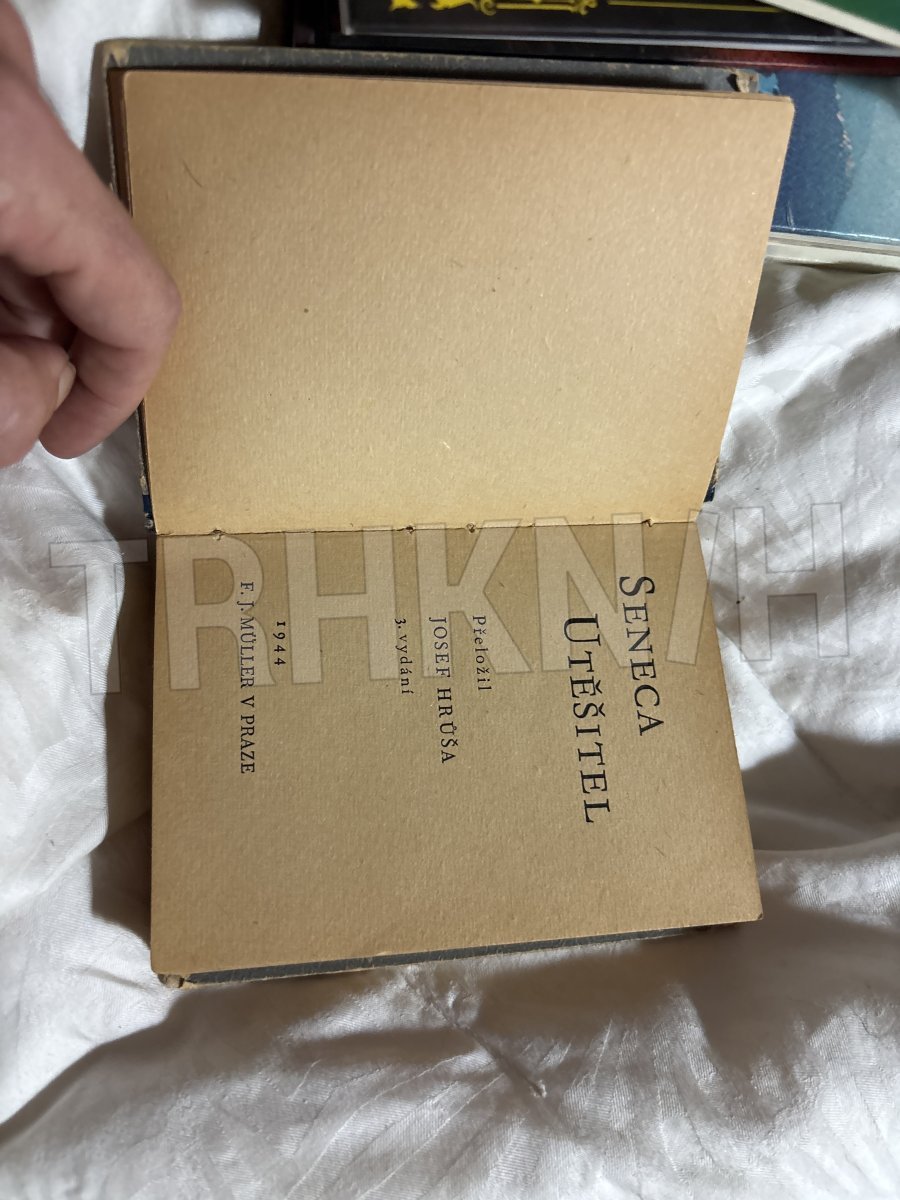 SENECA
UTĚŠITEL
Přeložil
JOSEF HRŮŠA
3. vydání
1944
F. J. MÜLLER V PRAZE
TRHKNIH